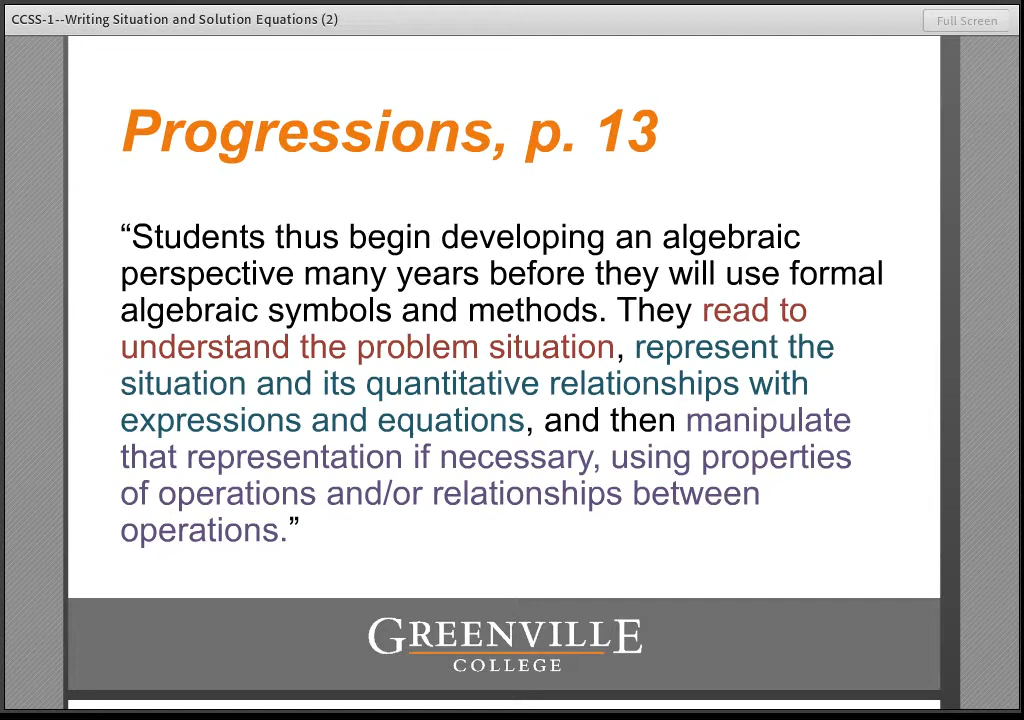 CCSS-1--Writing Situation and Solution Equations (2)
Full Screen
Progressions, p. 13
“Students thus begin developing an algebraic
perspective many years before they will use formal
algebraic symbols and methods. They read to
understand the problem situation, represent the
situation and its quantitative relationships with
expressions and equations, and then manipulate
that representation if necessary, using properties
of operations and/or relationships between
operations.”
GREENVILLE
COLLEGE